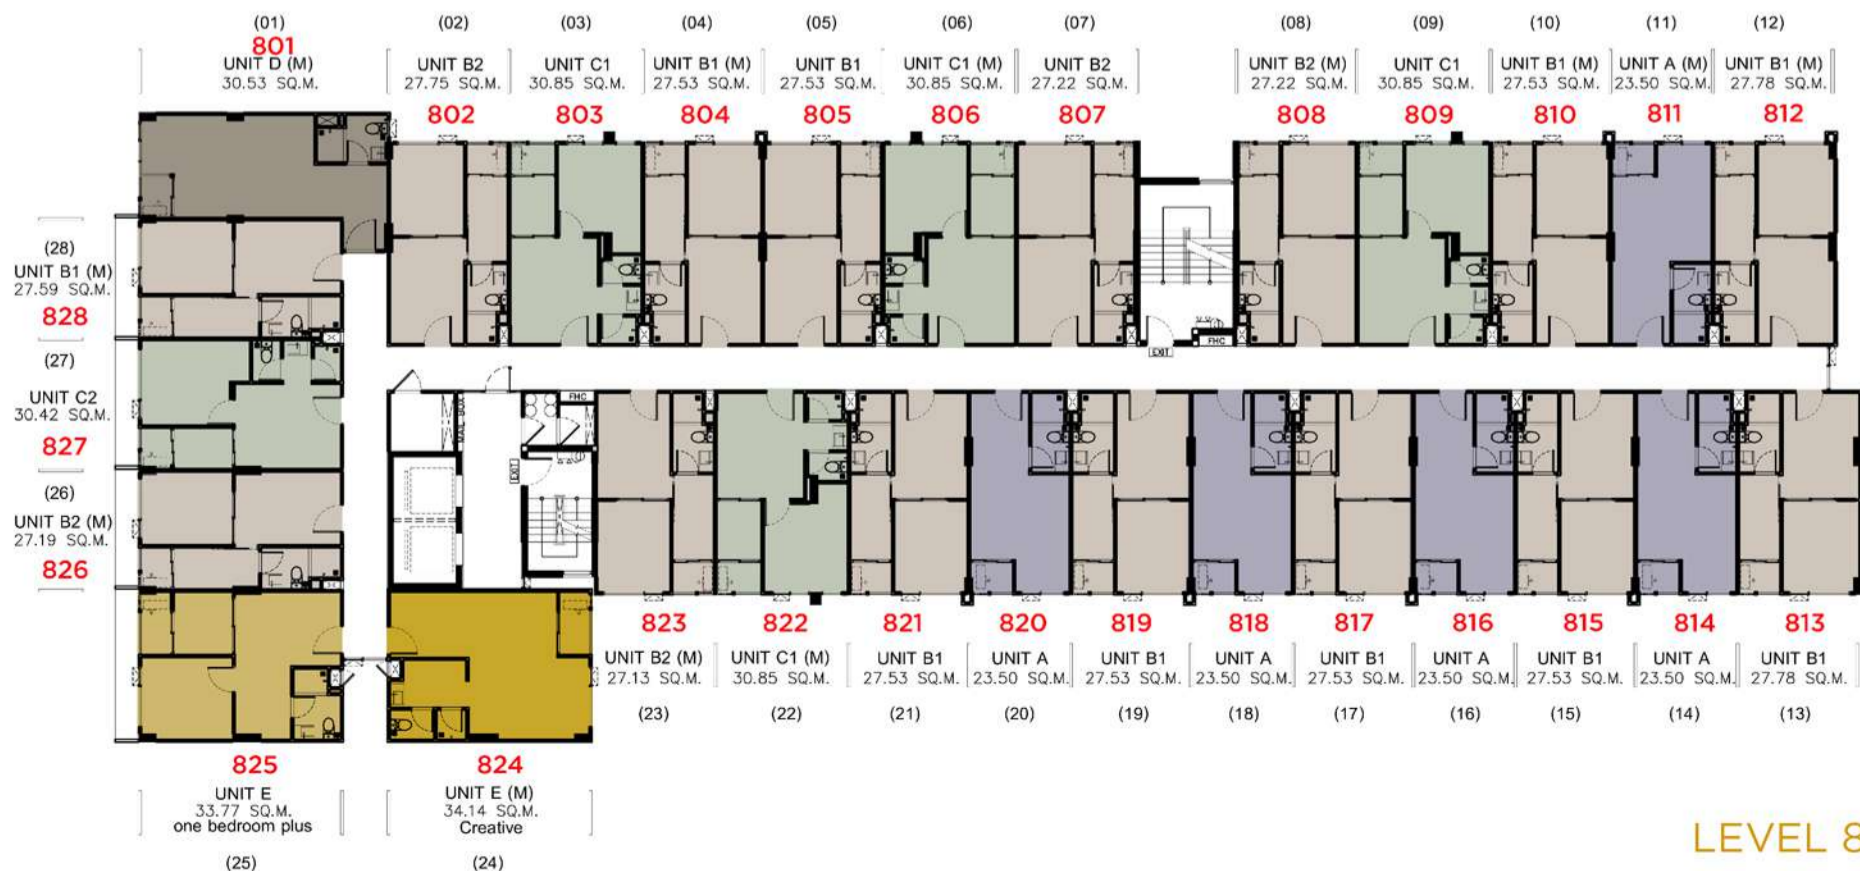 (01)
801
UNIT D (M)
30.53 SQ.M.
(02)
UNIT B2
27.75 SQ.M.
802
(03)
UNIT C1
30.85 SQ.M.
803
(04)
UNIT B1 (M)
27.53 SQ.M.
804
(05)
UNIT B1
27.53 SQ.M.
805
(06)
UNIT C1 (M)
30.85 SQ.M.
806
(07)
UNIT B2
27.22 SQ.M.
807
(08)
UNIT B2 (M)
27.22 SQ.M.
808
(09)
UNIT C1
30.85 SQ.M.
809
(10)
UNIT B1 (M)
27.53 SQ.M.
810
(11)
UNIT A (M)
23.50 SQ.M.
811
(12)
UNIT B1 (M)
27.78 SQ.M.
812
(28)
UNIT B1 (M)
27.59 SQ.M.
828
(27)
UNIT C2
30.42 SQ.M.
827
(26)
UNIT B2 (M)
27.19 SQ.M.
826
EXIT
FHC
FHC
MAIL BOX
EXIT
823
UNIT B2 (M)
27.13 SQ.M.
(23)
822
UNIT C1 (M)
30.85 SQ.M.
(22)
821
UNIT B1
27.53 SQ.M.
(21)
820
UNIT A
23.50 SQ.M.
(20)
819
UNIT B1
27.53 SQ.M.
(19)
818
UNIT A
23.50 SQ.M.
(18)
817
UNIT B1
27.53 SQ.M.
(17)
816
UNIT A
23.50 SQ.M.
(16)
815
UNIT B1
27.53 SQ.M.
(15)
814
UNIT A
23.50 SQ.M.
(14)
813
UNIT B1
27.78 SQ.M.
(13)
825
UNIT E
33.77 SQ.M.
one bedroom plus
(25)
824
UNIT E (M)
34.14 SQ.M.
Creative
(24)
LEVEL 8